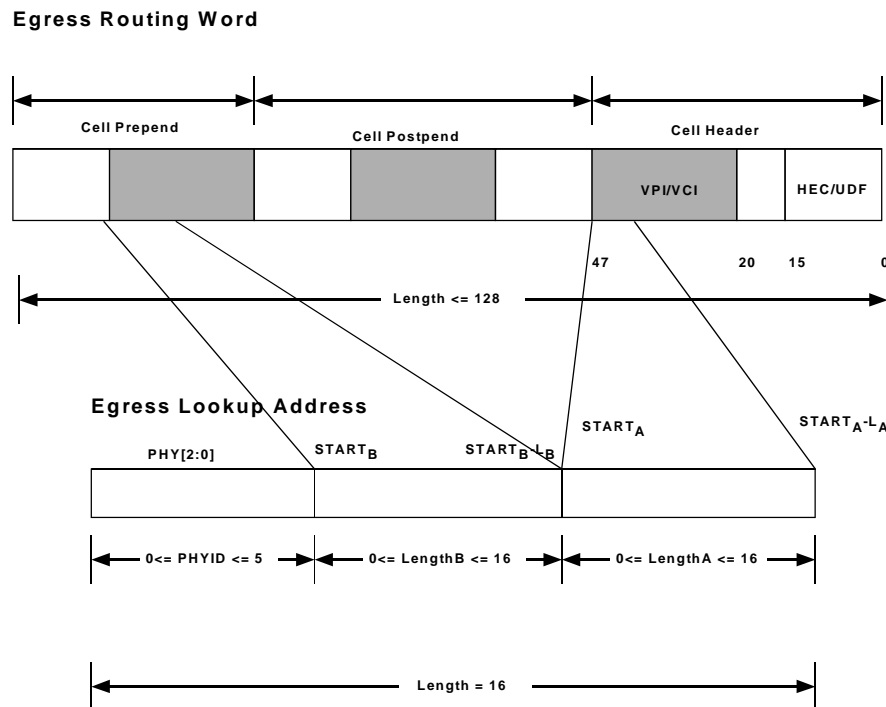 Egress Routing Word
Cell Prepend Cell Postpend Cell Header
VPI/VCI HEC/UDF
47 20 15 0
Length <= 128
Egress Lookup Address
PHY[2:0] START_B START_B-L_B START_A START_A-L_A
0<= PHYID <= 5 0<= LengthB <= 16 0<= LengthA <= 16
Length = 16